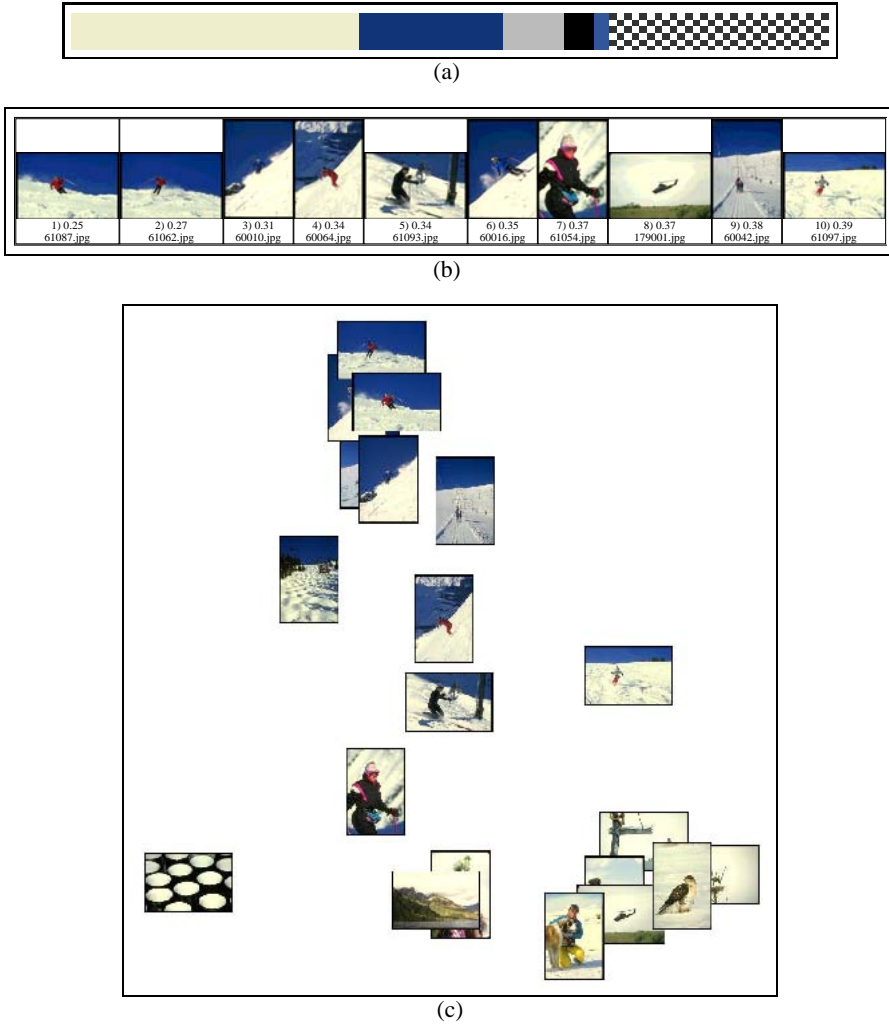 (a)
1) 0.25 2) 0.27 3) 0.31 4) 0.34 5) 0.34 6) 0.35 7) 0.37 8) 0.37 9) 0.38 10) 0.39
61087.jpg 61062.jpg 60010.jpg 60064.jpg 61093.jpg 60016.jpg 61054.jpg 179001.jpg 60042.jpg 61097.jpg
(b)
(c)